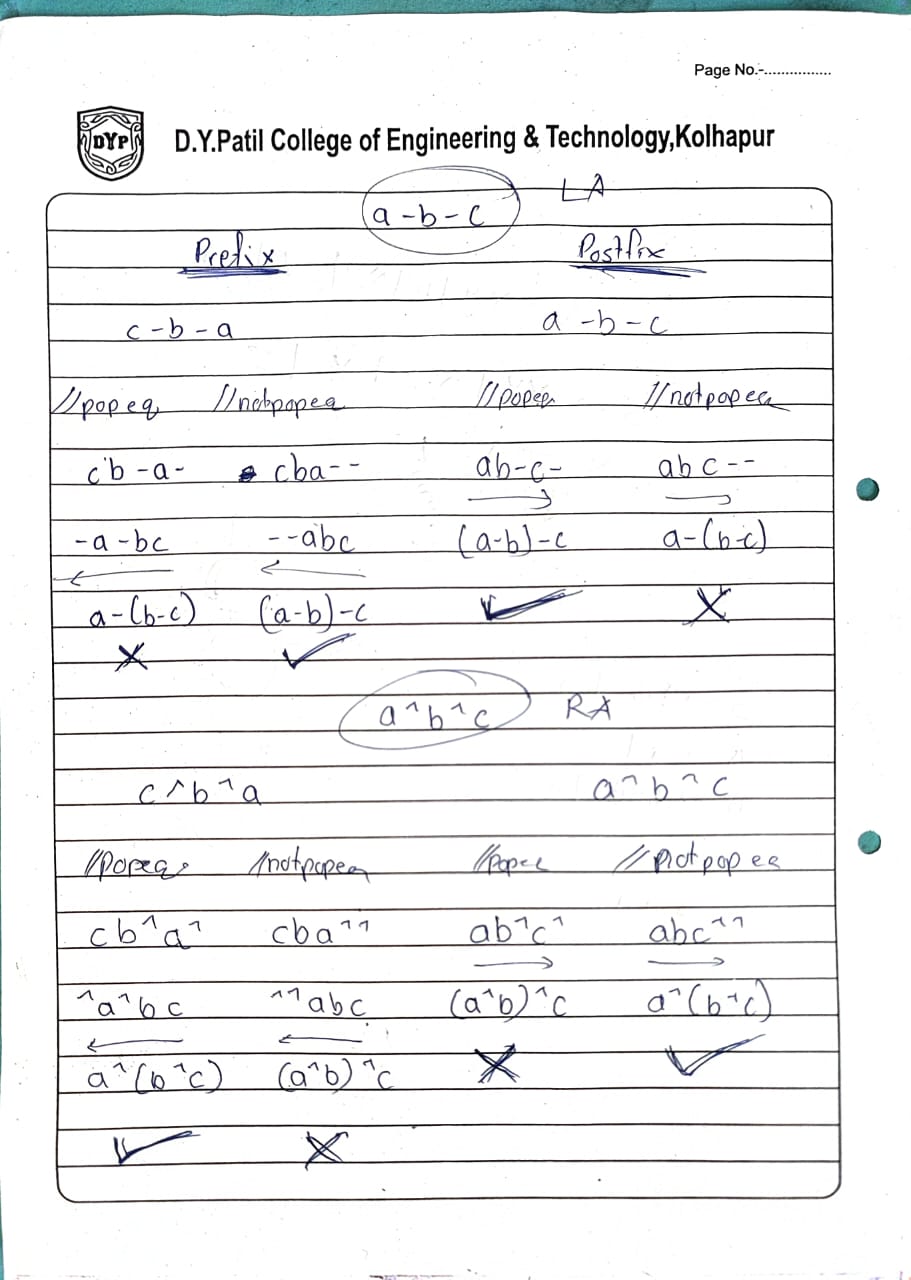 Page No.-................
DYP
D.Y.Patil College of Engineering & Technology,Kolhapur
a-b-c LA
Prefix Postfix
c-b-a a-b-c
//popeq //notpopeq //popeq //notpopeq
cb-a- cba-- ab-c- abc--
-a-bc --abc (a-b)-c a-(b-c)
a-(b-c) (a-b)-c ✓ ✗
✗ ✓
a^b^c RA
c^b^a a^b^c
//popeq //notpopeq //popeq //notpopeq
cb^a^ cba^^ ab^c^ abc^^
^a^bc ^^abc (a^b)^c a^(b^c)
a^(b^c) (a^b)^c ✗ ✓
✓ ✗